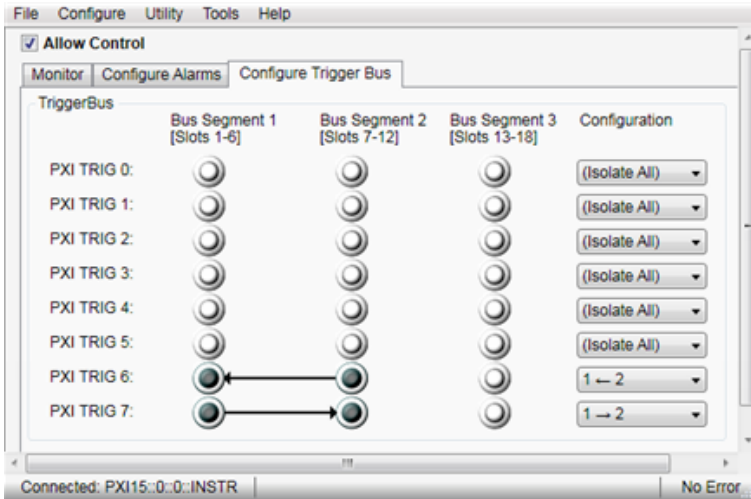 File Configure Utility Tools Help
Allow Control
Monitor Configure Alarms Configure Trigger Bus
TriggerBus
Bus Segment 1 Bus Segment 2 Bus Segment 3 Configuration
[Slots 1-6] [Slots 7-12] [Slots 13-18]
PXI TRIG 0: (Isolate All)
PXI TRIG 1: (Isolate All)
PXI TRIG 2: (Isolate All)
PXI TRIG 3: (Isolate All)
PXI TRIG 4: (Isolate All)
PXI TRIG 5: (Isolate All)
PXI TRIG 6: 1 ← 2
PXI TRIG 7: 1 → 2
Connected: PXI15::0::0::INSTR No Error